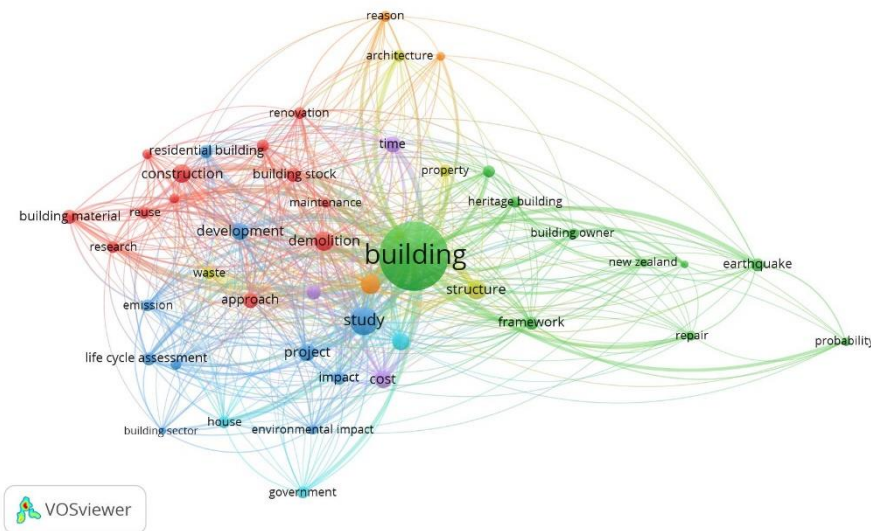 reason
architecture
renovation
time
residential building
construction
building stock
property
maintenance
heritage building
building material
reuse
research
development
demolition
building owner
building
new zealand
earthquake
waste
approach
structure
emission
study
framework
repair
probability
life cycle assessment
project
impact
cost
house
building sector
environmental impact
government
VOSviewer